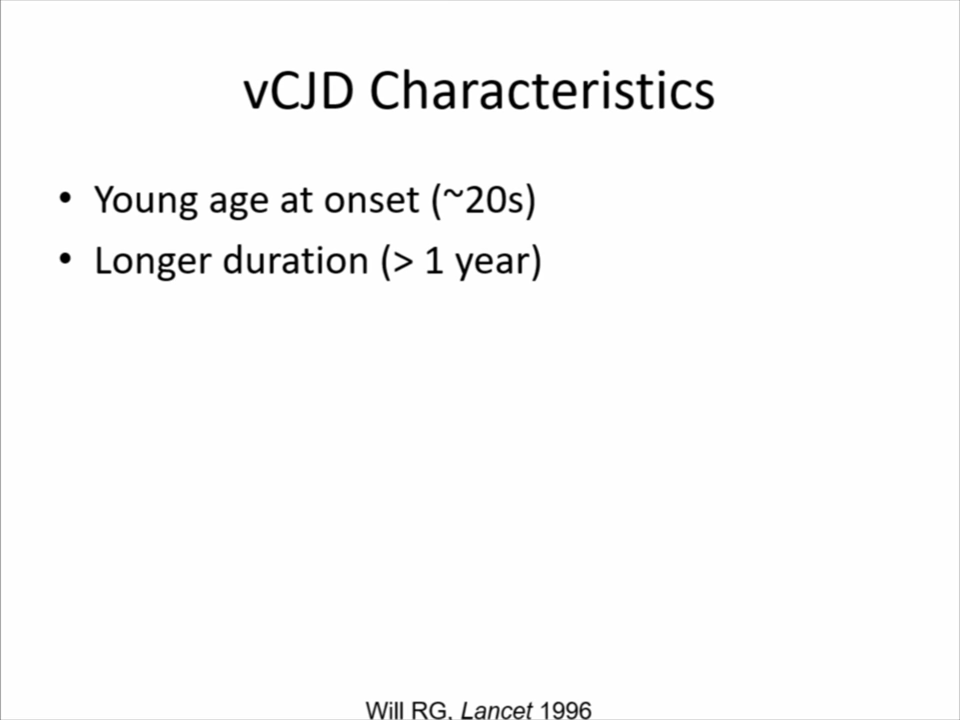 vCJD Characteristics
• Young age at onset (~20s)
• Longer duration (> 1 year)
Will RG, Lancet 1996